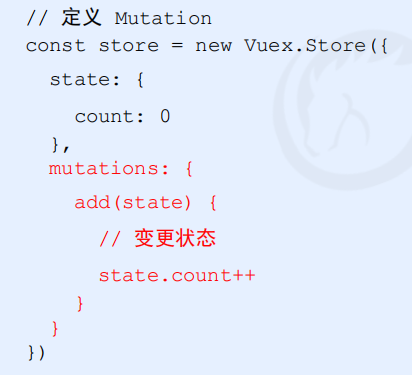 // 定义 Mutation
const store = new Vuex.Store({
  state: {
    count: 0
  },
  mutations: {
    add(state) {
      // 变更状态
      state.count++
    }
  }
})